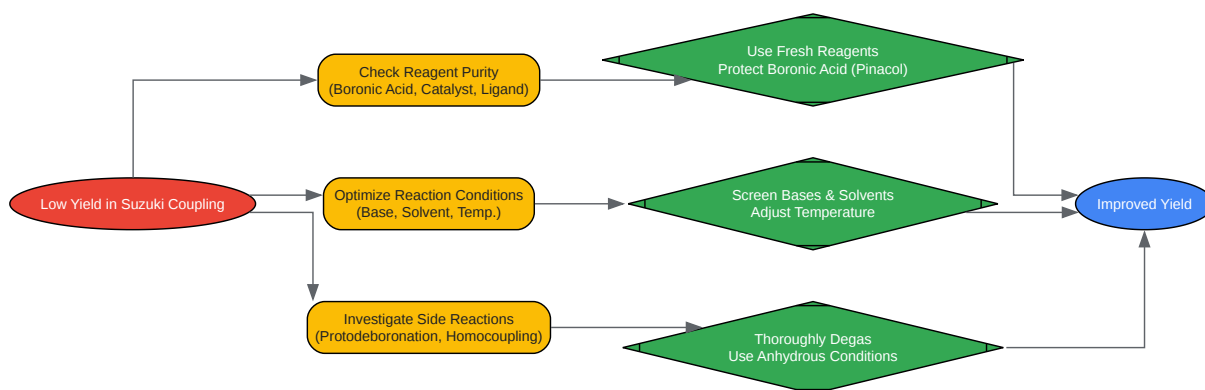 Use Fresh Reagents
Protect Boronic Acid (Pinacol)
Check Reagent Purity
(Boronic Acid, Catalyst, Ligand)
Low Yield in Suzuki Coupling
Optimize Reaction Conditions
(Base, Solvent, Temp.)
Screen Bases & Solvents
Adjust Temperature
Improved Yield
Investigate Side Reactions
(Protodeboronation, Homocoupling)
Thoroughly Degas
Use Anhydrous Conditions